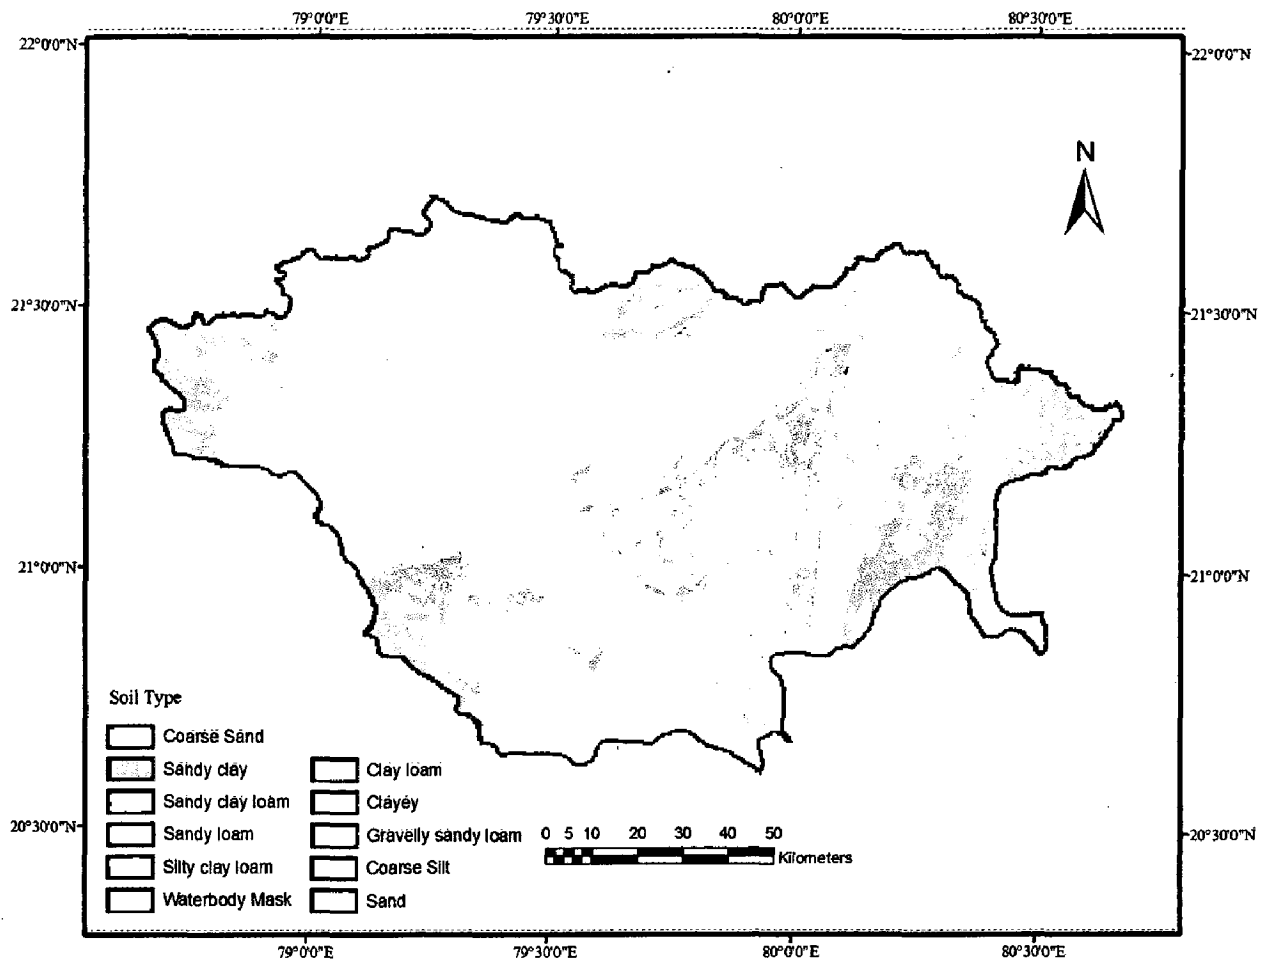 79°0'0"E 79°30'0"E 80°0'0"E 80°30'0"E
22°0'0"N 22°0'0"N
N
21°30'0"N 21°30'0"N
21°0'0"N 21°0'0"N
Soil Type
Coarse Sand
Sandy clay Clay loam
Sandy clay loam Clayey
Sandy loam Gravelly sandy loam
Silty clay loam Coarse Silt
Waterbody Mask Sand
0 5 10 20 30 40 50
Kilometers
20°30'0"N 20°30'0"N
79°0'0"E 79°30'0"E 80°0'0"E 80°30'0"E